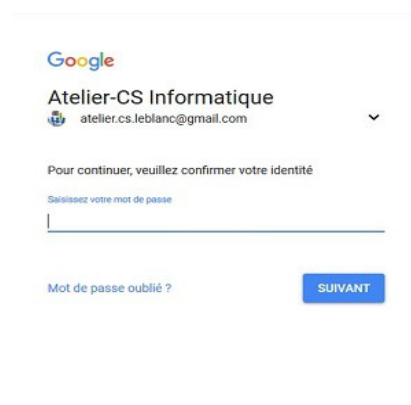 Google
Atelier-CS Informatique
atelier.cs.leblanc@gmail.com
Pour continuer, veuillez confirmer votre identité
Saisissez votre mot de passe
Mot de passe oublié ?
SUIVANT